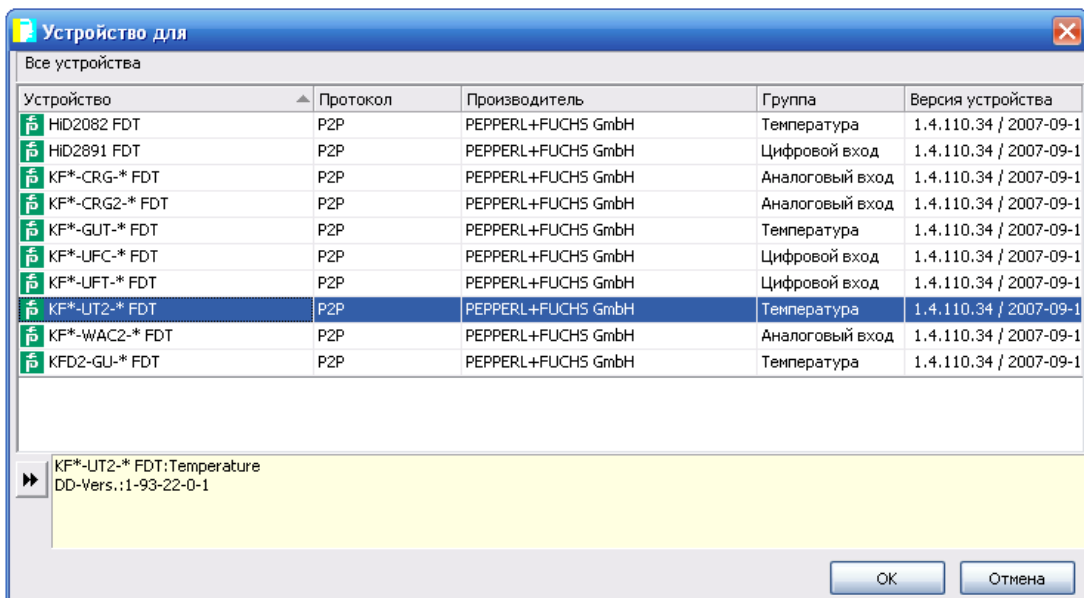 Устройство для
Все устройства
Устройство Протокол Производитель Группа Версия устройства
HiD2082 FDT P2P PEPPERL+FUCHS GmbH Температура 1.4.110.34 / 2007-09-1
HiD2891 FDT P2P PEPPERL+FUCHS GmbH Цифровой вход 1.4.110.34 / 2007-09-1
KF*-CRG-* FDT P2P PEPPERL+FUCHS GmbH Аналоговый вход 1.4.110.34 / 2007-09-1
KF*-CRG2-* FDT P2P PEPPERL+FUCHS GmbH Аналоговый вход 1.4.110.34 / 2007-09-1
KF*-GUT-* FDT P2P PEPPERL+FUCHS GmbH Температура 1.4.110.34 / 2007-09-1
KF*-UFC-* FDT P2P PEPPERL+FUCHS GmbH Цифровой вход 1.4.110.34 / 2007-09-1
KF*-UFT-* FDT P2P PEPPERL+FUCHS GmbH Цифровой вход 1.4.110.34 / 2007-09-1
KF*-UT2-* FDT P2P PEPPERL+FUCHS GmbH Температура 1.4.110.34 / 2007-09-1
KF*-WAC2-* FDT P2P PEPPERL+FUCHS GmbH Аналоговый вход 1.4.110.34 / 2007-09-1
KFD2-GU-* FDT P2P PEPPERL+FUCHS GmbH Температура 1.4.110.34 / 2007-09-1
KF*-UT2-* FDT:Temperature
DD-Vers.:1-93-22-0-1
OK Отмена